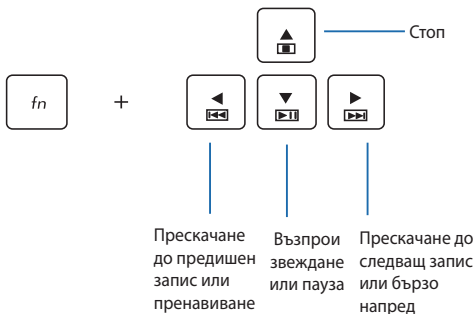 Стоп
fn +
Прескачане
до предишен
запис или
пренавиване
Възпрои
звеждане
или пауза
Прескачане до
следващ запис
или бързо
напред